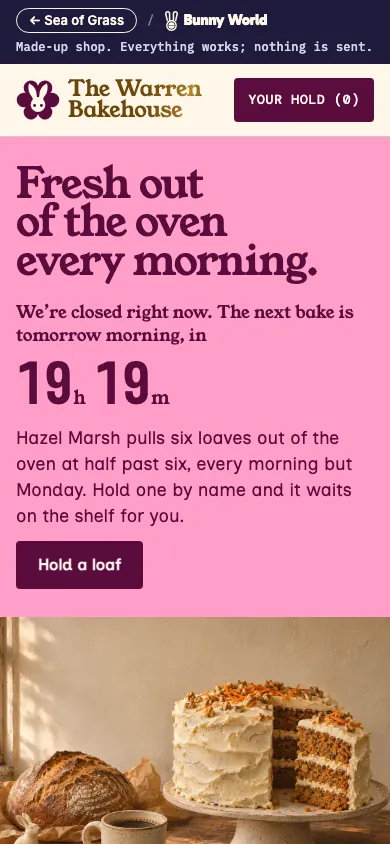 ← Sea of Grass / Bunny World
Made-up shop. Everything works; nothing is sent.
The Warren
Bakehouse
YOUR HOLD (0)
Fresh out
of the oven
every morning.
We’re closed right now. The next bake is
tomorrow morning, in
19h 19m
Hazel Marsh pulls six loaves out of the
oven at half past six, every morning but
Monday. Hold one by name and it waits
on the shelf for you.
Hold a loaf